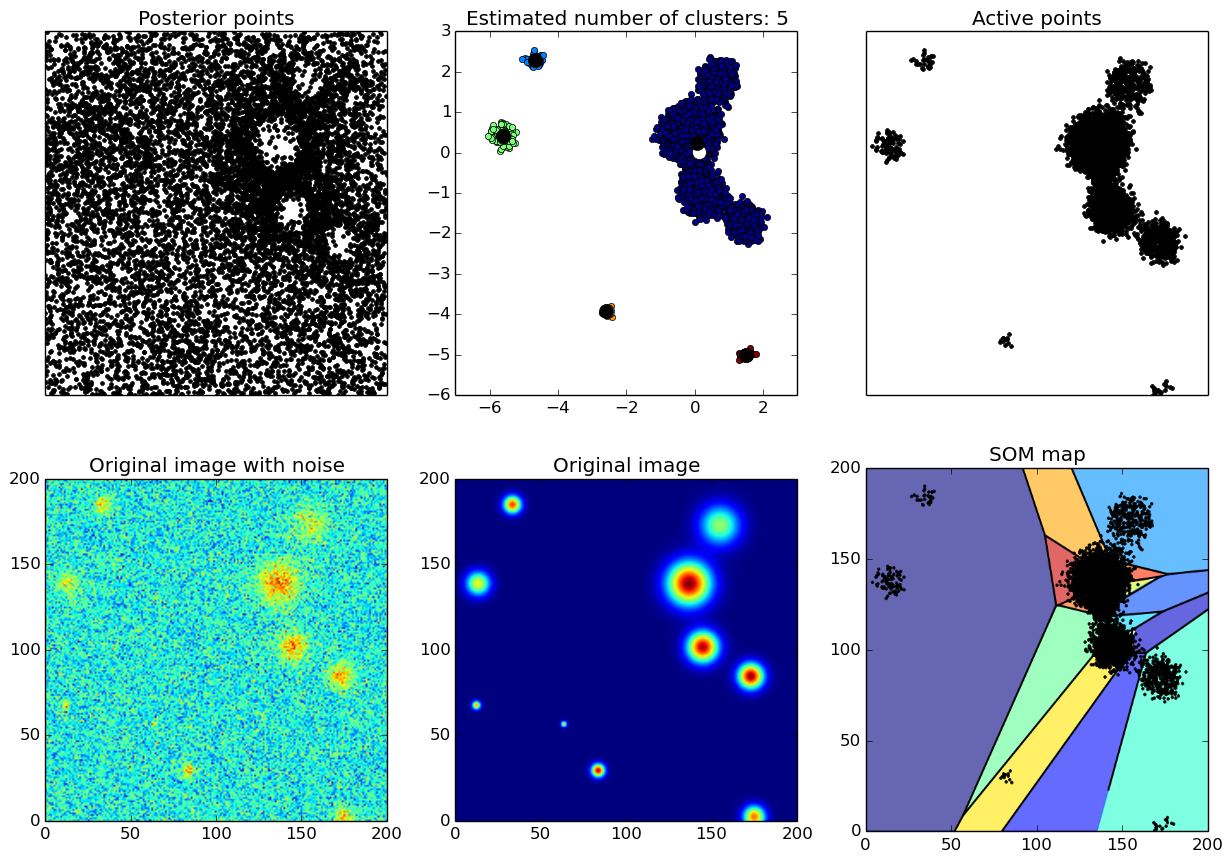 Posterior points
Estimated number of clusters: 5
Active points
3
2
1
0
−1
−2
−3
−4
−5
−6
−6 −4 −2 0 2
Original image with noise
Original image
SOM map
200
150
100
50
0
0 50 100 150 200
200
150
100
50
0
0 50 100 150 200
200
150
100
50
0
0 50 100 150 200